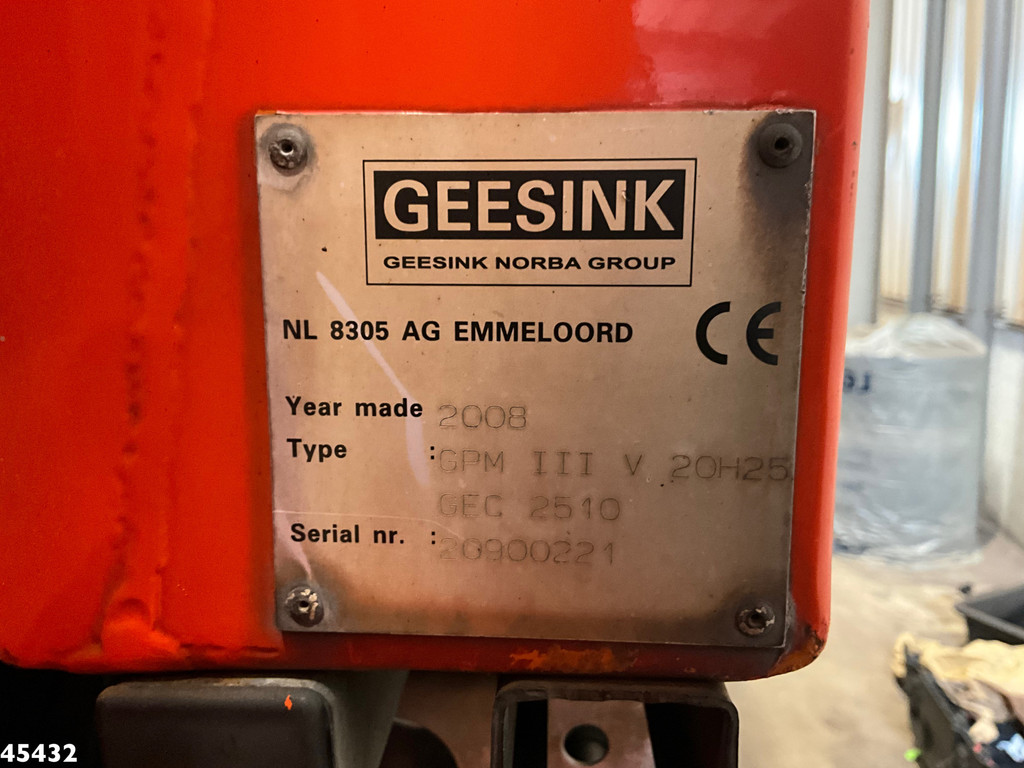 GEESINK
GEESINK NORBA GROUP
NL 8305 AG EMMELOORD CE
Year made 2008
Type : GPM III V 20H25
GEC 2510
Serial nr. : 20900221
45432